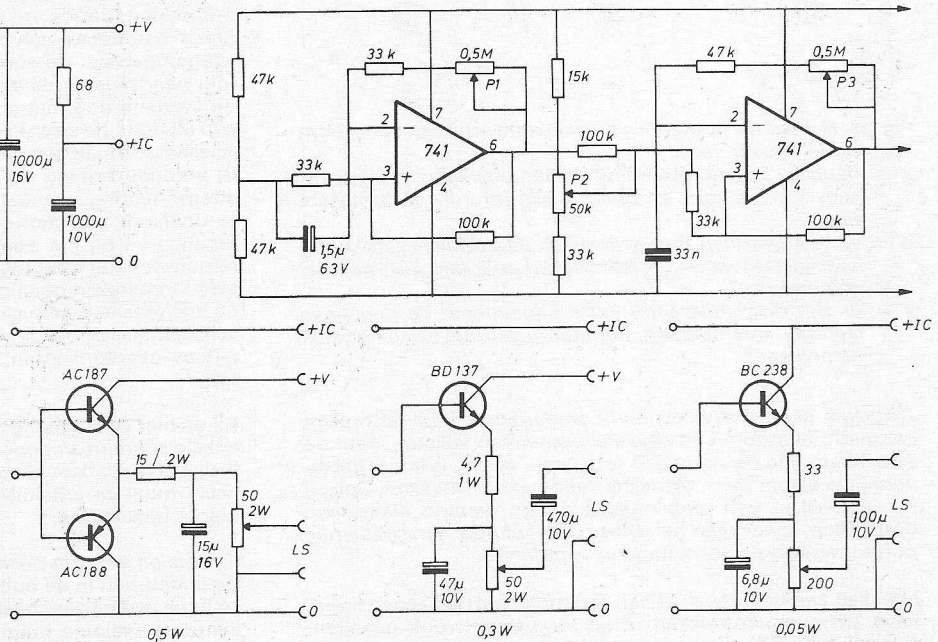 +V
68
+IC
1000µ
16V
1000µ
10V
0
47k
47k
33k
1,5µ
63V
33k
0,5M
P1
2
3
+
741
7
6
4
100k
15k
100k
P2
50k
33k
33k
33n
47k
0,5M
P3
2
3
+
741
7
6
4
100k
+IC
AC187
+V
15 / 2W
50
2W
15µ
16V
LS
AC188
0
0,5W
+IC
BD137
+V
4,7
1W
470µ
10V
LS
47µ
10V
50
2W
0
0,3W
+IC
BC238
33
100µ
10V
LS
6,8µ
10V
200
0
0,05W